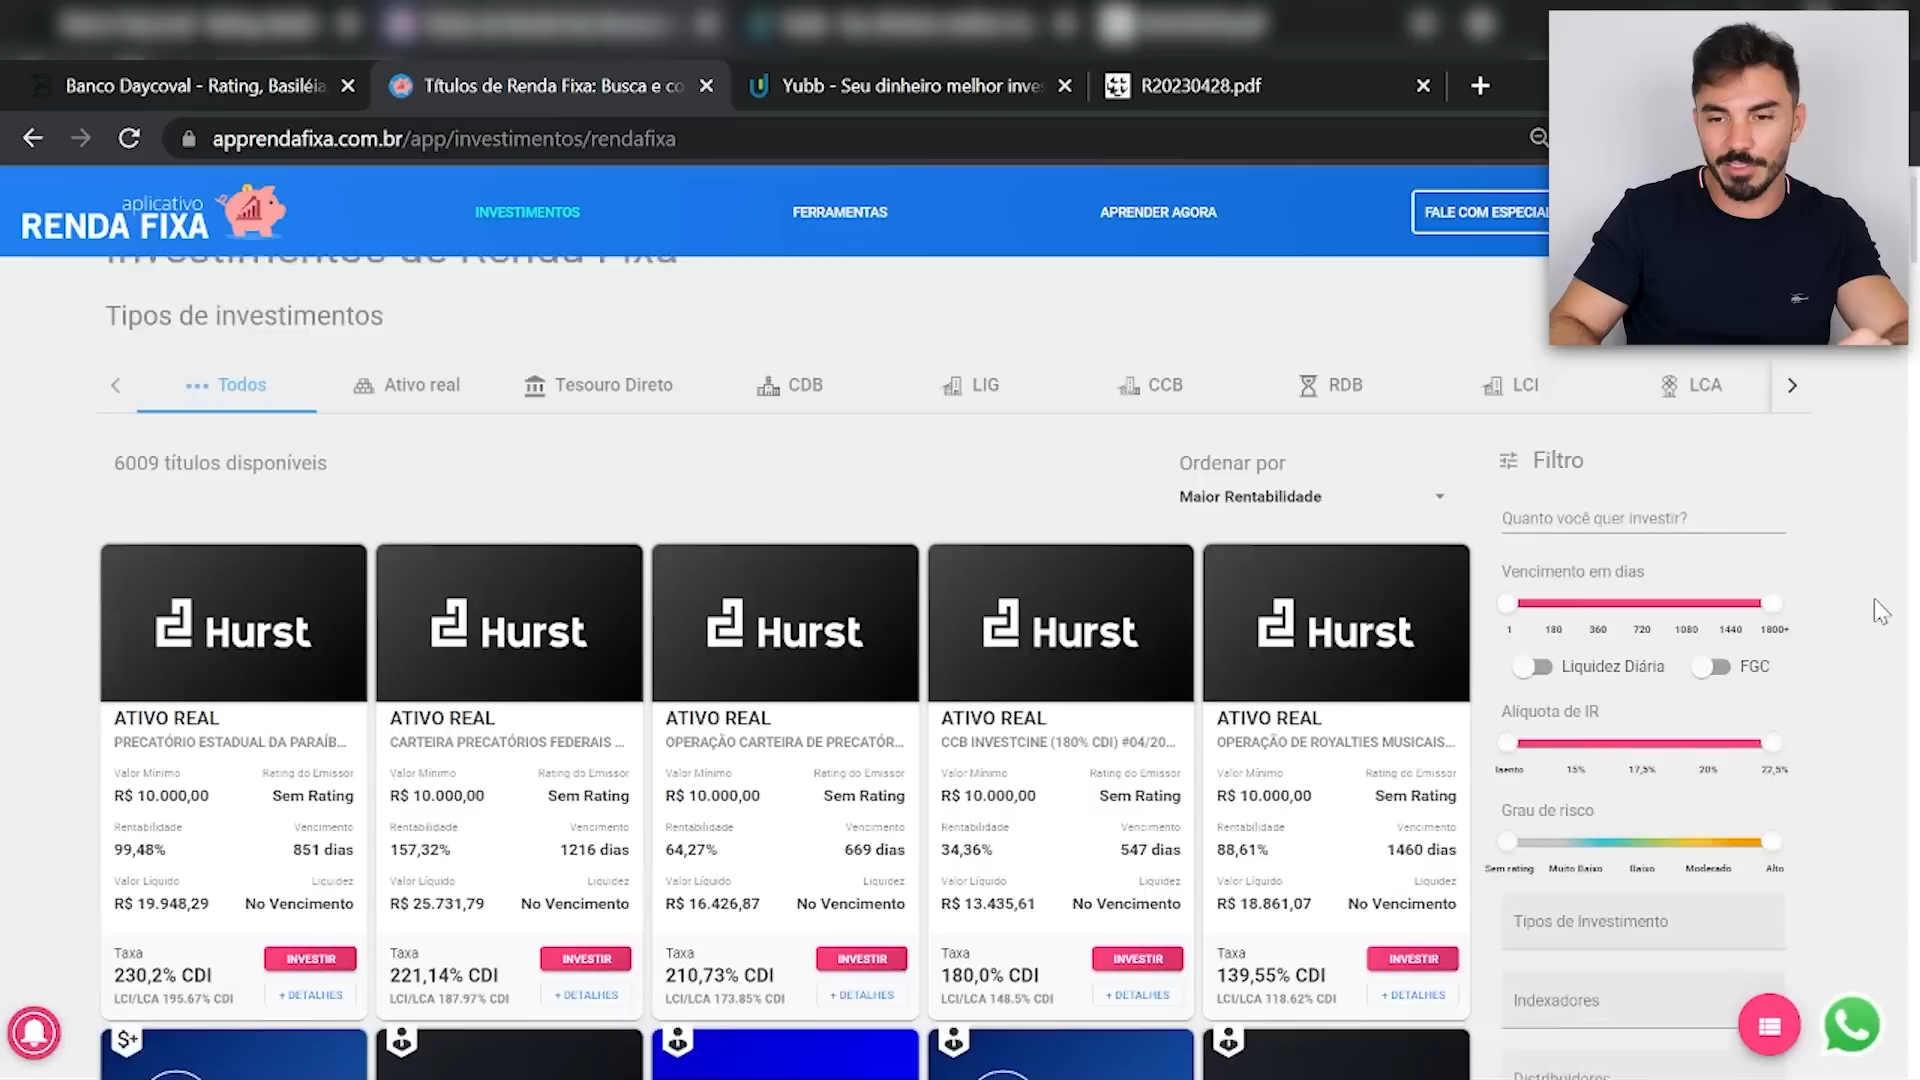 Banco Daycoval - Rating, Basiléia
Títulos de Renda Fixa: Busca e co
Yubb - Seu dinheiro melhor inve
R20230428.pdf
apprendafixa.com.br/app/investimentos/rendafixa
aplicativo
RENDA FIXA
INVESTIMENTOS
FERRAMENTAS
APRENDER AGORA
FALE COM ESPECIAL
Investimentos de Renda Fixa
Tipos de investimentos
Todos
Ativo real
Tesouro Direto
CDB
LIG
CCB
RDB
LCI
LCA
6009 títulos disponíveis
Ordenar por
Maior Rentabilidade
Hurst
ATIVO REAL
PRECATÓRIO ESTADUAL DA PARAÍB...
Valor Mínimo
Rating do Emissor
R$ 10.000,00
Sem Rating
Rentabilidade
Vencimento
99,48%
851 dias
Valor Líquido
Liquidez
R$ 19.948,29
No Vencimento
Taxa
230,2% CDI
LCI/LCA 195.67% CDI
INVESTIR
+ DETALHES
Hurst
ATIVO REAL
CARTEIRA PRECATÓRIOS FEDERAIS ...
Valor Mínimo
Rating do Emissor
R$ 10.000,00
Sem Rating
Rentabilidade
Vencimento
157,32%
1216 dias
Valor Líquido
Liquidez
R$ 25.731,79
No Vencimento
Taxa
221,14% CDI
LCI/LCA 187.97% CDI
INVESTIR
+ DETALHES
Hurst
ATIVO REAL
OPERAÇÃO CARTEIRA DE PRECATÓR...
Valor Mínimo
Rating do Emissor
R$ 10.000,00
Sem Rating
Rentabilidade
Vencimento
64,27%
669 dias
Valor Líquido
Liquidez
R$ 16.426,87
No Vencimento
Taxa
210,73% CDI
LCI/LCA 173.85% CDI
INVESTIR
+ DETALHES
Hurst
ATIVO REAL
CCB INVESTCINE (180% CDI) #04/20...
Valor Mínimo
Rating do Emissor
R$ 10.000,00
Sem Rating
Rentabilidade
Vencimento
34,36%
547 dias
Valor Líquido
Liquidez
R$ 13.435,61
No Vencimento
Taxa
180,0% CDI
LCI/LCA 148.5% CDI
INVESTIR
+ DETALHES
Hurst
ATIVO REAL
OPERAÇÃO DE ROYALTIES MUSICAIS...
Valor Mínimo
Rating do Emissor
R$ 10.000,00
Sem Rating
Rentabilidade
Vencimento
88,61%
1460 dias
Valor Líquido
Liquidez
R$ 18.861,07
No Vencimento
Taxa
139,55% CDI
LCI/LCA 118.62% CDI
INVESTIR
+ DETALHES
$+
Filtro
Quanto você quer investir?
Vencimento em dias
1 180 360 720 1080 1440 1800+
Liquidez Diária
FGC
Alíquota de IR
Isento 15% 17,5% 20% 22,5%
Grau de risco
Sem rating Muito Baixo Baixo Moderado Alto
Tipos de Investimento
Indexadores
Distribuidores